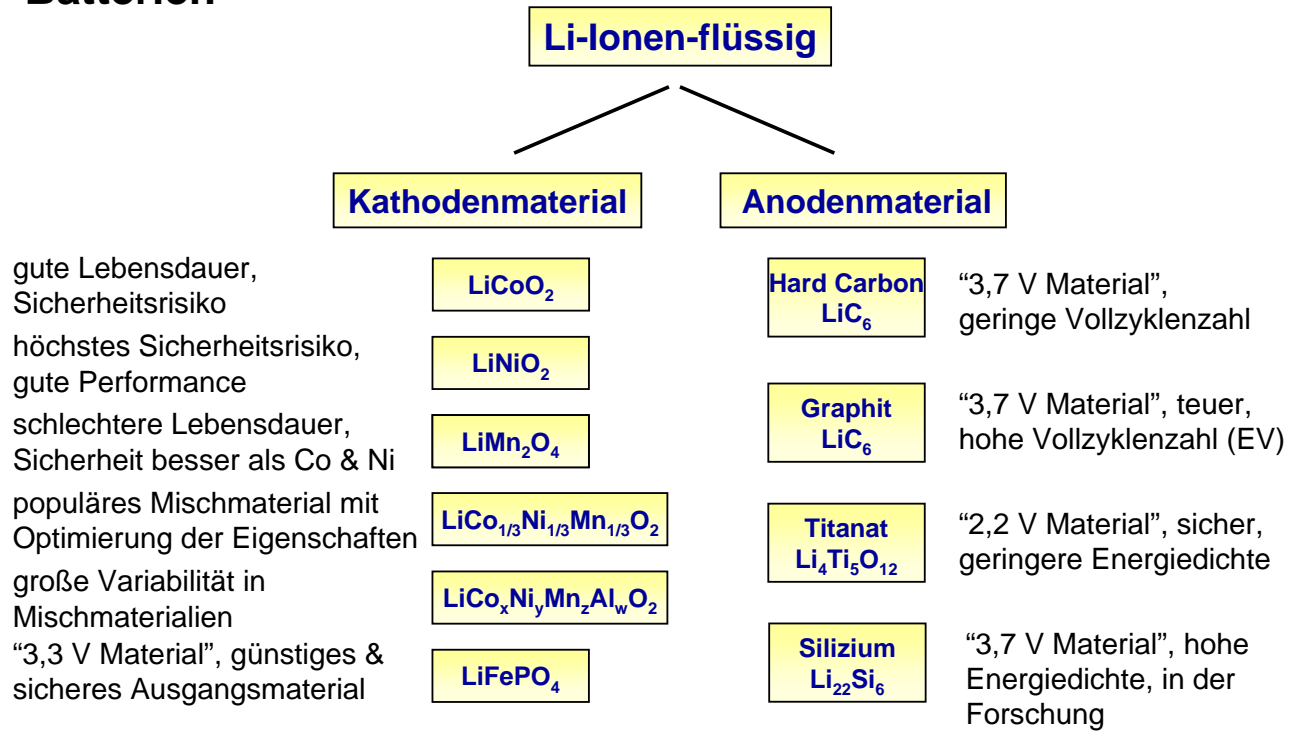 Batterien
Li-Ionen-flüssig
Kathodenmaterial
Anodenmaterial
gute Lebensdauer,
Sicherheitsrisiko
LiCoO₂
höchstes Sicherheitsrisiko,
gute Performance
LiNiO₂
schlechtere Lebensdauer,
Sicherheit besser als Co & Ni
LiMn₂O₄
populäres Mischmaterial mit
Optimierung der Eigenschaften
LiCo₁/₃Ni₁/₃Mn₁/₃O₂
große Variabilität in
Mischmaterialien
LiCoₓNiᵧMn_zAl_wO₂
“3,3 V Material”, günstiges &
sicheres Ausgangsmaterial
LiFePO₄
Hard Carbon
LiC₆
“3,7 V Material”,
geringe Vollzyklenzahl
Graphit
LiC₆
“3,7 V Material”, teuer,
hohe Vollzyklenzahl (EV)
Titanat
Li₄Ti₅O₁₂
“2,2 V Material”, sicher,
geringere Energiedichte
Silizium
Li₂₂Si₆
“3,7 V Material”, hohe
Energiedichte, in der
Forschung